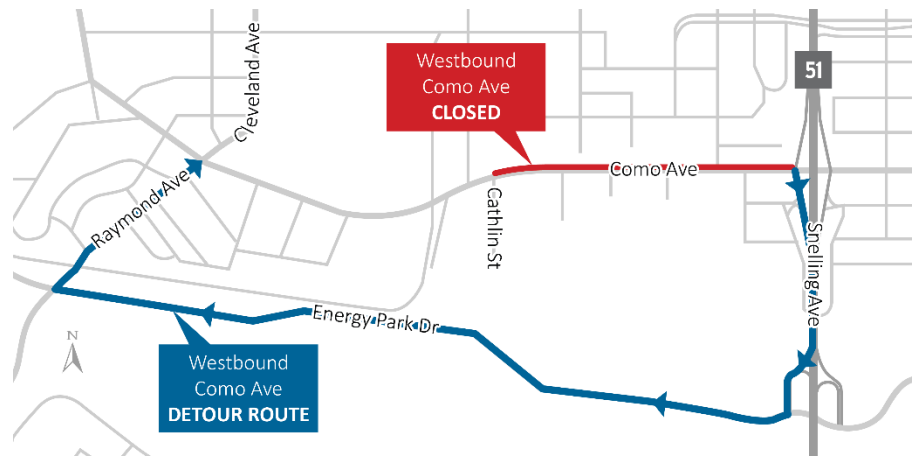 Cleveland Ave
Westbound
Como Ave
CLOSED
51
Como Ave
Raymond Ave
Cathlin St
Snelling Ave
Energy Park Dr
N
Westbound
Como Ave
DETOUR ROUTE